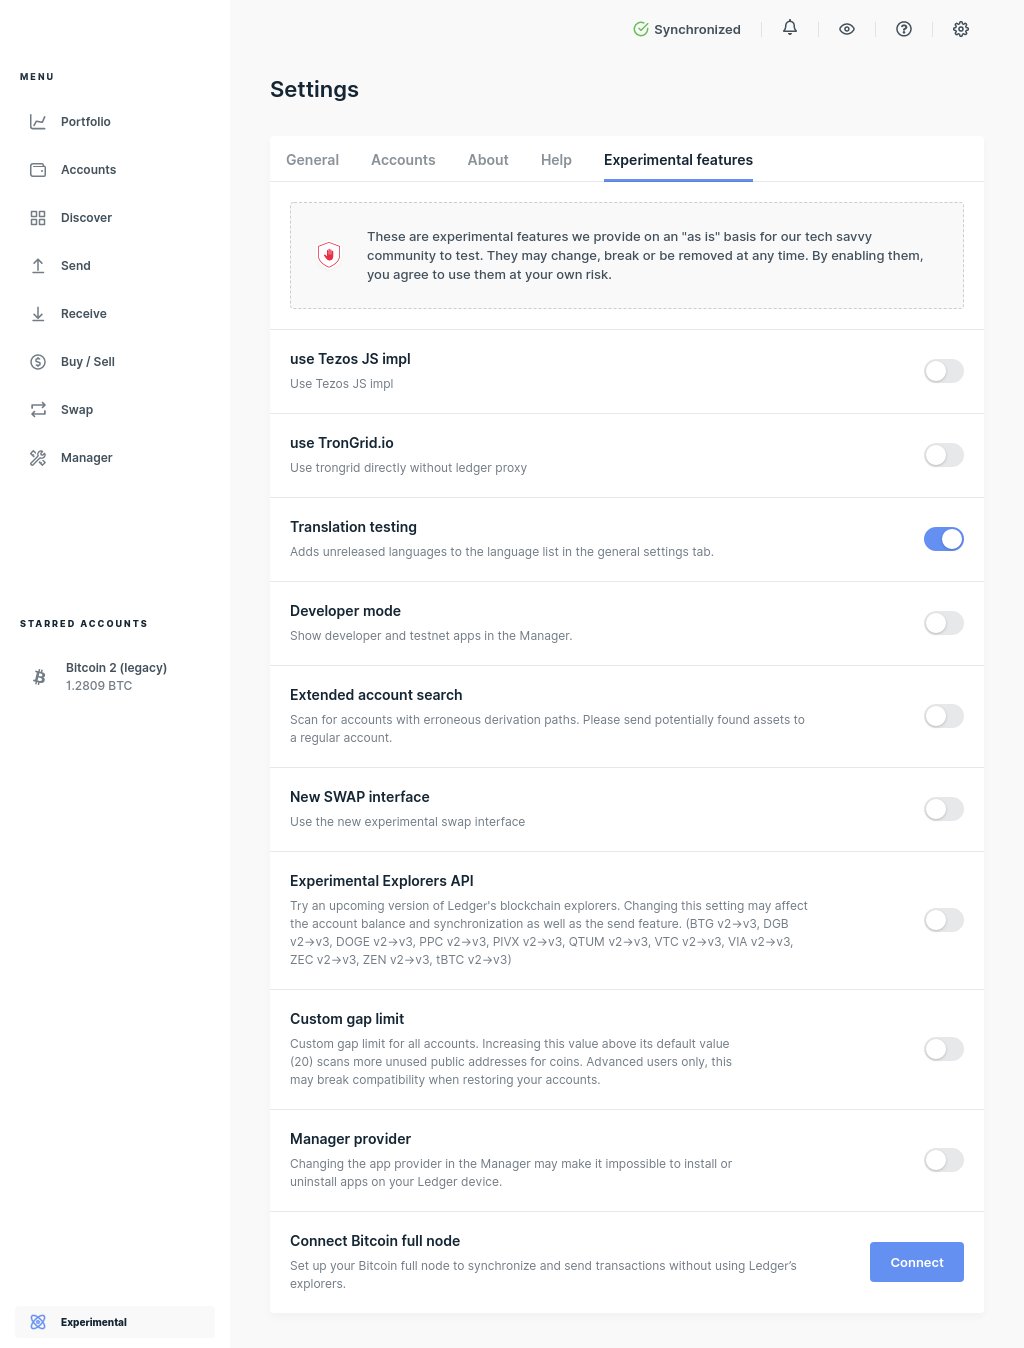 Synchronized
MENU
Portfolio
Accounts
Discover
Send
Receive
Buy / Sell
Swap
Manager
STARRED ACCOUNTS
Bitcoin 2 (legacy)
1.2809 BTC
Experimental
Settings
General Accounts About Help Experimental features
These are experimental features we provide on an "as is" basis for our tech savvy
community to test. They may change, break or be removed at any time. By enabling them,
you agree to use them at your own risk.
use Tezos JS impl
Use Tezos JS impl
use TronGrid.io
Use trongrid directly without ledger proxy
Translation testing
Adds unreleased languages to the language list in the general settings tab.
Developer mode
Show developer and testnet apps in the Manager.
Extended account search
Scan for accounts with erroneous derivation paths. Please send potentially found assets to
a regular account.
New SWAP interface
Use the new experimental swap interface
Experimental Explorers API
Try an upcoming version of Ledger's blockchain explorers. Changing this setting may affect
the account balance and synchronization as well as the send feature. (BTG v2→v3, DGB
v2→v3, DOGE v2→v3, PPC v2→v3, PIVX v2→v3, QTUM v2→v3, VTC v2→v3, VIA v2→v3,
ZEC v2→v3, ZEN v2→v3, tBTC v2→v3)
Custom gap limit
Custom gap limit for all accounts. Increasing this value above its default value
(20) scans more unused public addresses for coins. Advanced users only, this
may break compatibility when restoring your accounts.
Manager provider
Changing the app provider in the Manager may make it impossible to install or
uninstall apps on your Ledger device.
Connect Bitcoin full node
Set up your Bitcoin full node to synchronize and send transactions without using Ledger’s
explorers.
Connect